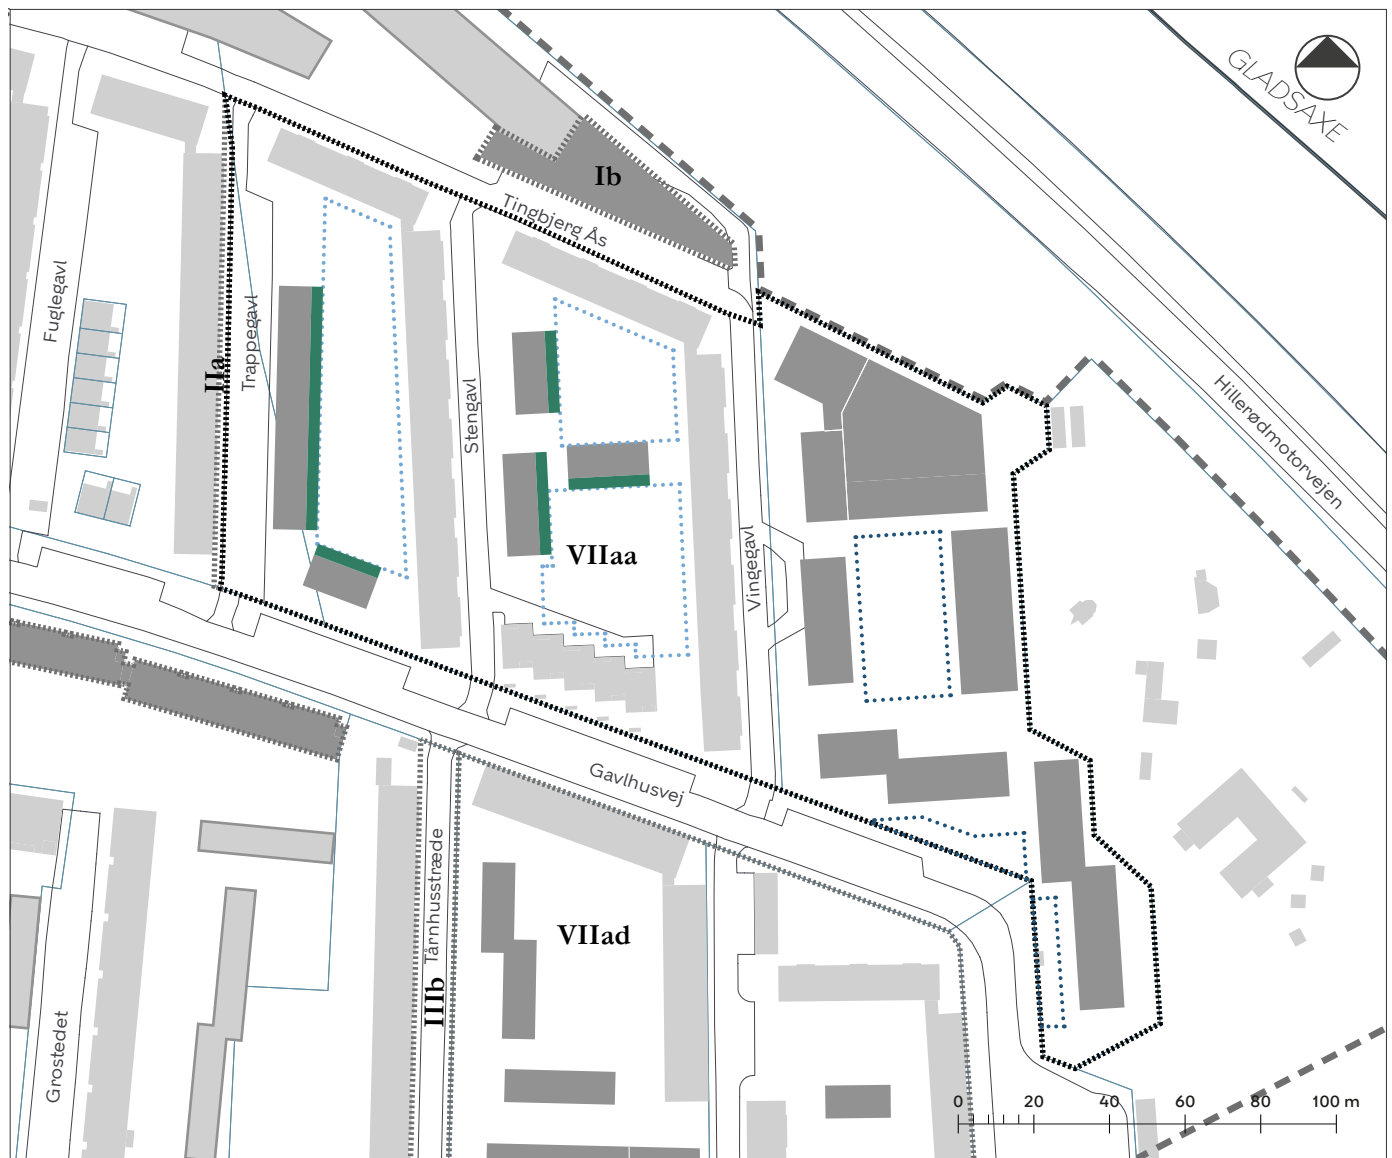 GLADSAXE
Ib
Tingbjerg Ås
Fuglegavl
IIa
Trappegavl
Stengavl
Hillerødmotorvejen
VIIaa
Vingegavl
Gavlhusvej
Tårnhusstræde
VIIad
IIIb
Grostedet
0 20 40 60 80 100 m